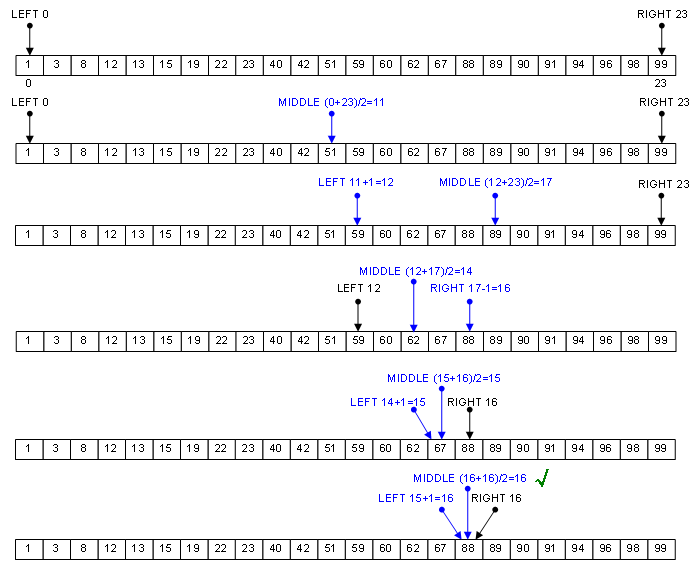 LEFT 0 RIGHT 23
1 3 8 12 13 15 19 22 23 40 42 51 59 60 62 67 88 89 91 94 96 98 99
0 23
LEFT 0 MIDDLE (0+23)/2=11 RIGHT 23
1 3 8 12 13 15 19 22 23 40 42 51 59 60 62 67 88 89 91 94 96 98 99
LEFT 11+1=12 MIDDLE (12+23)/2=17 RIGHT 23
1 3 8 12 13 15 19 22 23 40 42 51 59 60 62 67 88 89 91 94 96 98 99
MIDDLE (12+17)/2=14
LEFT 12 RIGHT 17-1=16
1 3 8 12 13 15 19 22 23 40 42 51 59 60 62 67 88 89 91 94 96 98 99
MIDDLE (15+16)/2=15
LEFT 14+1=15 RIGHT 16
1 3 8 12 13 15 19 22 23 40 42 51 59 60 62 67 88 89 91 94 96 98 99
MIDDLE (16+16)/2=16
LEFT 15+1=16 RIGHT 16
1 3 8 12 13 15 19 22 23 40 42 51 59 60 62 67 88 89 91 94 96 98 99